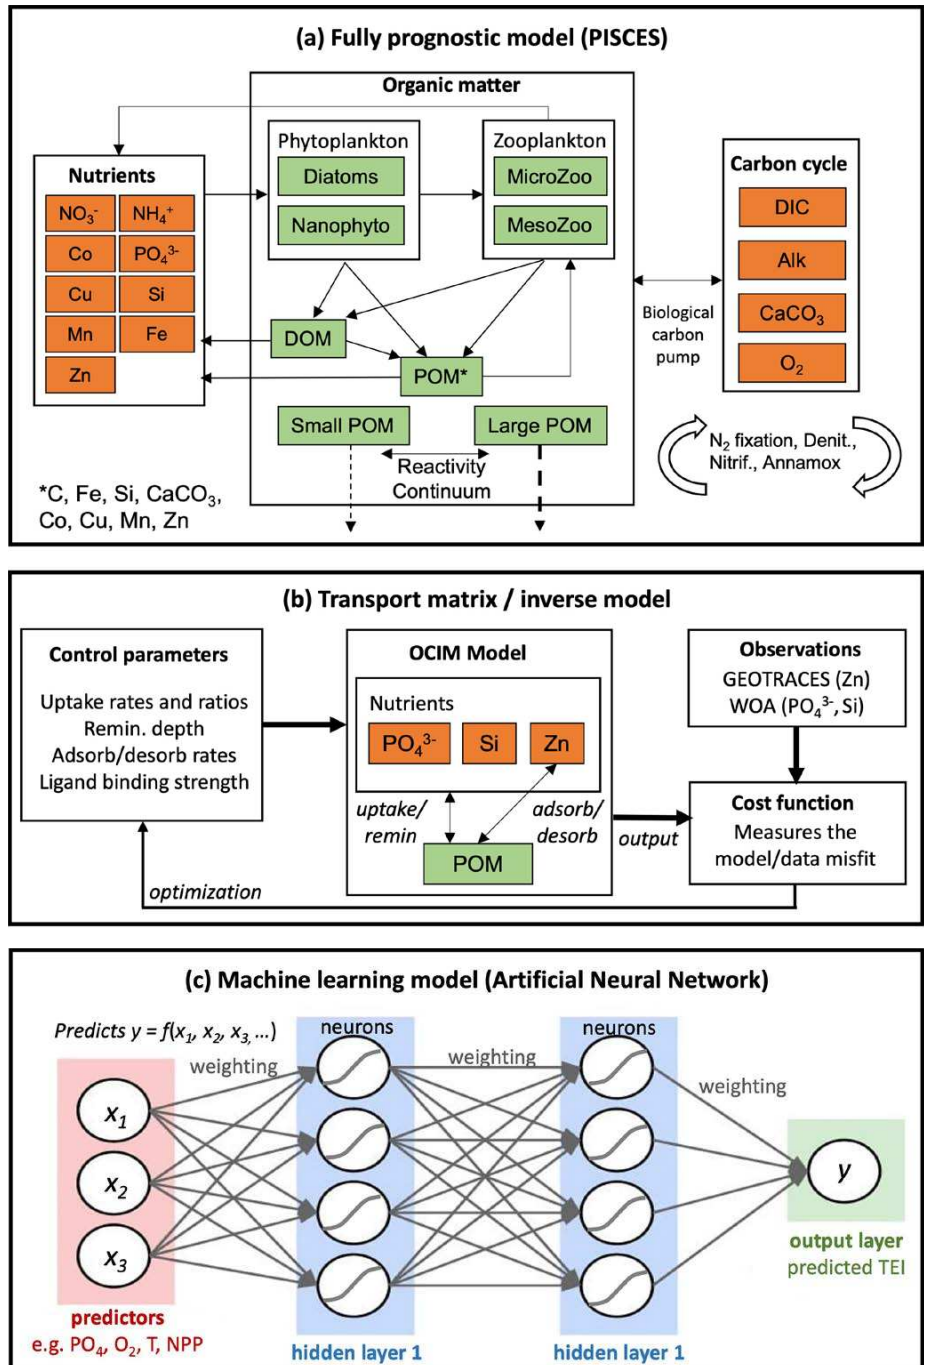 (a) Fully prognostic model (PISCES)
Organic matter
Phytoplankton
Diatoms
Nanophyto
Zooplankton
MicroZoo
MesoZoo
Nutrients
NO₃⁻
NH₄⁺
Co
PO₄³⁻
Cu
Si
Mn
Fe
Zn
DOM
POM*
Small POM
Large POM
Reactivity
Continuum
Biological
carbon
pump
Carbon cycle
DIC
Alk
CaCO₃
O₂
N₂ fixation, Denit.,
Nitrif., Annamox
*C, Fe, Si, CaCO₃,
Co, Cu, Mn, Zn
(b) Transport matrix / inverse model
Control parameters
Uptake rates and ratios
Remin. depth
Adsorb/desorb rates
Ligand binding strength
OCIM Model
Nutrients
PO₄³⁻
Si
Zn
uptake/
remin
adsorb/
desorb
POM
output
Observations
GEOTRACES (Zn)
WOA (PO₄³⁻, Si)
Cost function
Measures the
model/data misfit
optimization
(c) Machine learning model (Artificial Neural Network)
Predicts y = f(x₁, x₂, x₃, ...)
neurons
neurons
weighting
weighting
weighting
x₁
x₂
x₃
y
output layer
predicted TEI
predictors
e.g. PO₄, O₂, T, NPP
hidden layer 1
hidden layer 1